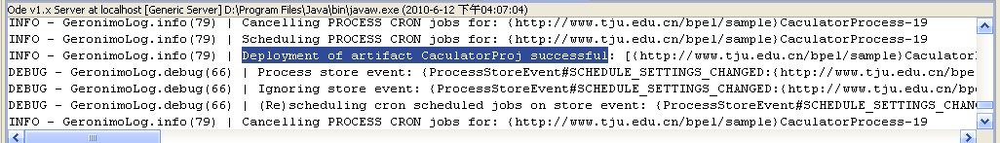 Ode v1.x Server at localhost [Generic Server] D:\Program Files\Java\bin\javaw.exe (2010-6-12 下午04:07:04)
INFO - GeronimoLog.info(79) | Cancelling PROCESS CRON jobs for: {http://www.tju.edu.cn/bpel/sample}CaculatorProcess-19
INFO - GeronimoLog.info(79) | Scheduling PROCESS CRON jobs for: {http://www.tju.edu.cn/bpel/sample}CaculatorProcess-19
INFO - GeronimoLog.info(79) | Deployment of artifact CaculatorProj successful: [{http://www.tju.edu.cn/bpel/sample}Caculator
DEBUG - GeronimoLog.debug(66) | Process store event: {ProcessStoreEvent#SCHEDULE_SETTINGS_CHANGED:{http://www.tju.edu.cn/bpe
DEBUG - GeronimoLog.debug(66) | Ignoring store event: {ProcessStoreEvent#SCHEDULE_SETTINGS_CHANGED:{http://www.tju.edu.cn/bp
DEBUG - GeronimoLog.debug(66) | (Re)scheduling cron scheduled jobs on store event: {ProcessStoreEvent#SCHEDULE_SETTINGS_CHAN
INFO - GeronimoLog.info(79) | Cancelling PROCESS CRON jobs for: {http://www.tju.edu.cn/bpel/sample}CaculatorProcess-19